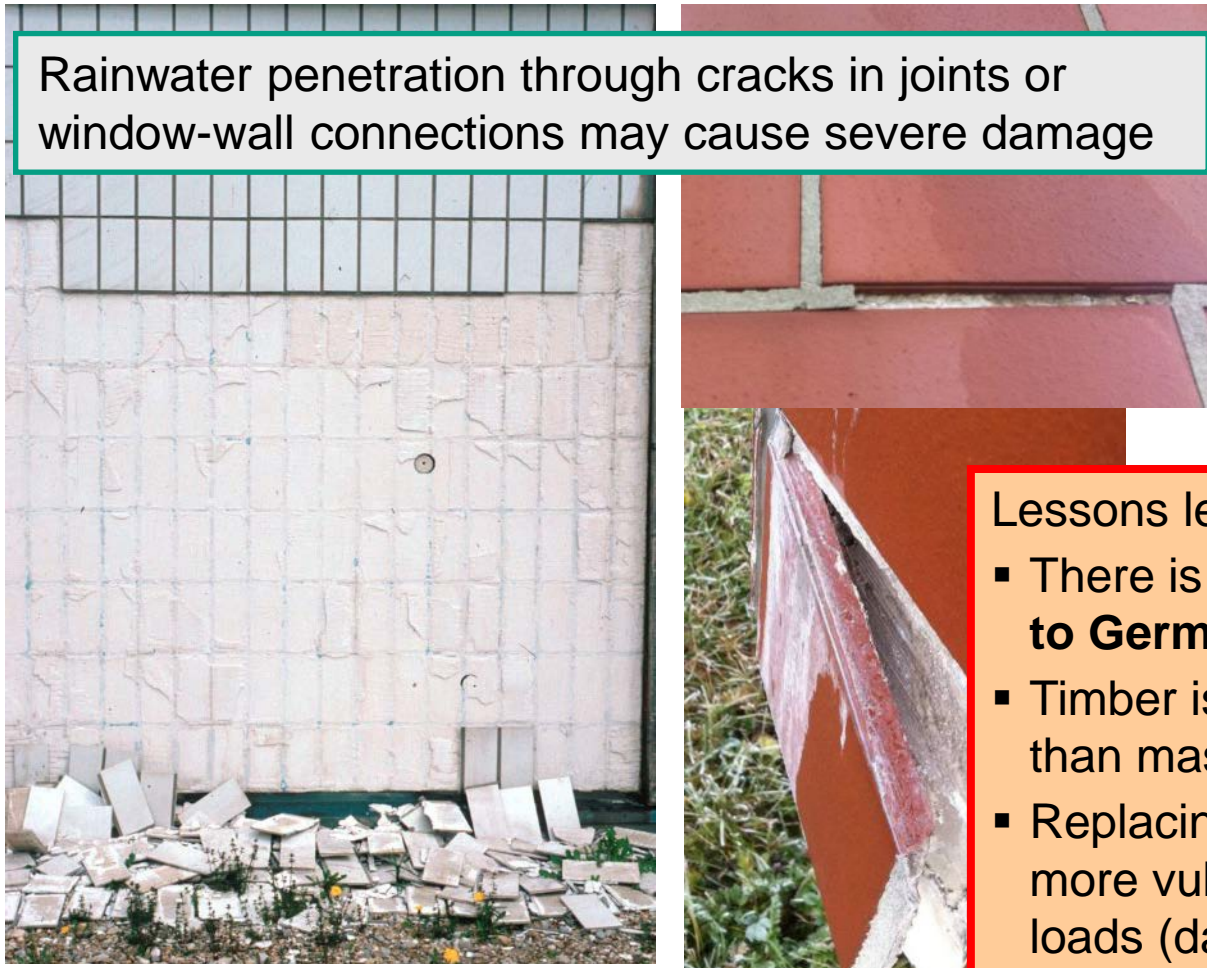 Rainwater penetration through cracks in joints or
window-wall connections may cause severe damage
Lessons le
▪ There is
to Germ
▪ Timber is
than mas
▪ Replacin
more vul
loads (da